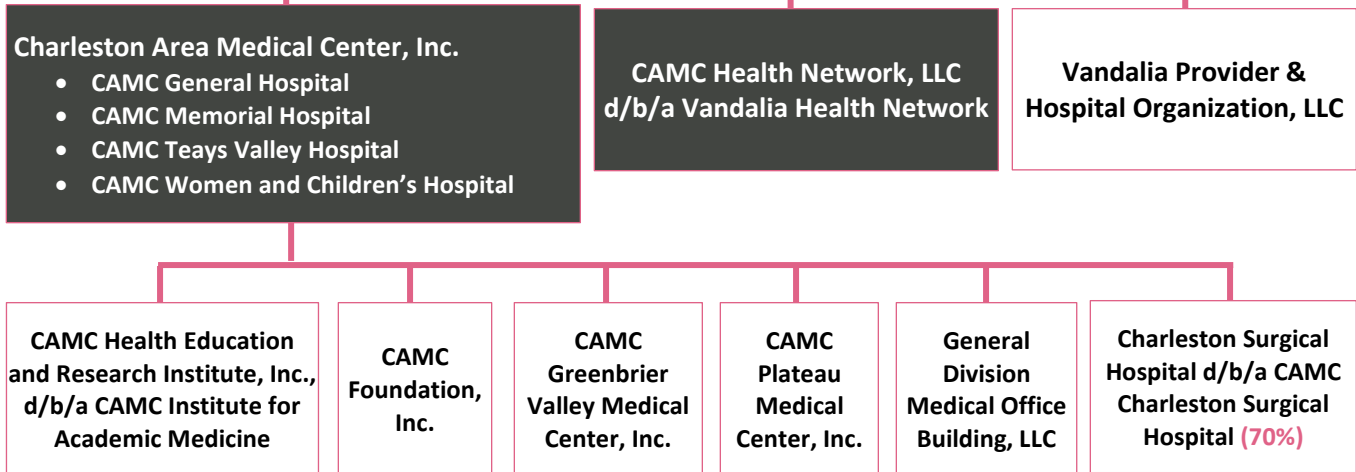 Charleston Area Medical Center, Inc.
• CAMC General Hospital
• CAMC Memorial Hospital
• CAMC Teays Valley Hospital
• CAMC Women and Children’s Hospital
CAMC Health Network, LLC
d/b/a Vandalia Health Network
Vandalia Provider &
Hospital Organization, LLC
CAMC Health Education
and Research Institute, Inc.,
d/b/a CAMC Institute for
Academic Medicine
CAMC
Foundation,
Inc.
CAMC
Greenbrier
Valley Medical
Center, Inc.
CAMC
Plateau
Medical
Center, Inc.
General
Division
Medical Office
Building, LLC
Charleston Surgical
Hospital d/b/a CAMC
Charleston Surgical
Hospital (70%)